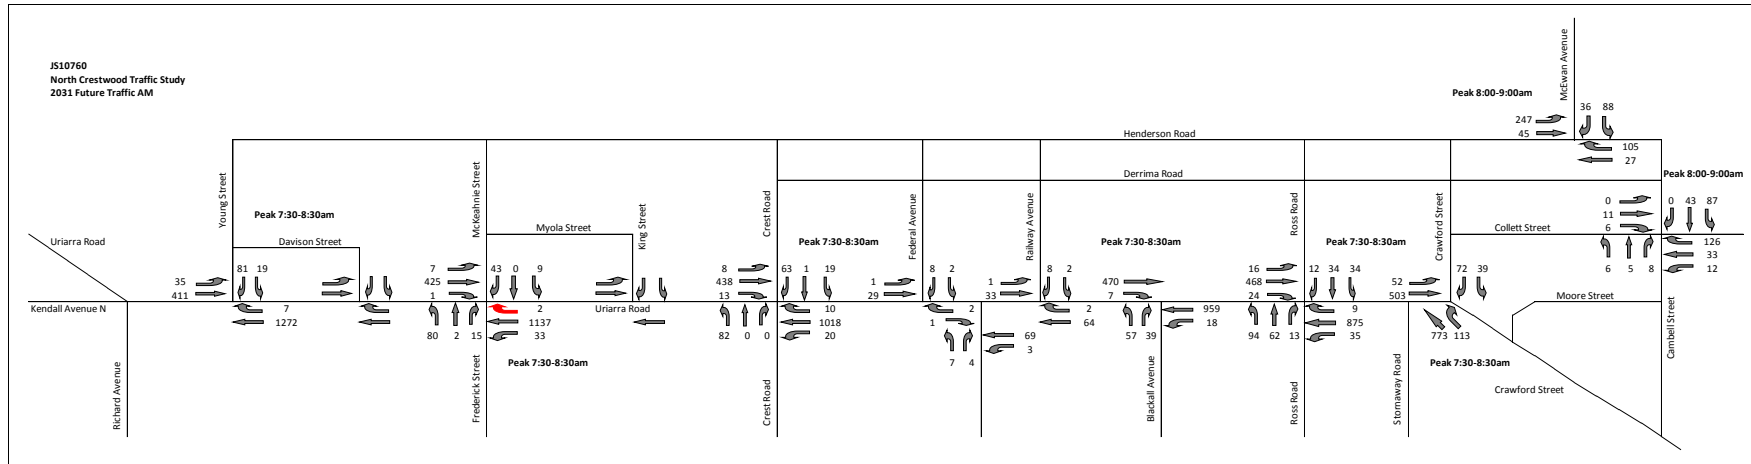 JS10760
North Crestwood Traffic Study
2031 Future Traffic AM
McEwan Avenue
Peak 8:00-9:00am
36 88
247
45
Henderson Road
105
27
Derrima Road
Peak 8:00-9:00am
Young Street
Peak 7:30-8:30am
Davison Street
McKeahnie Street
Myola Street
King Street
Crest Road
Peak 7:30-8:30am
Federal Avenue
Railway Avenue
Peak 7:30-8:30am
Ross Road
Peak 7:30-8:30am
Crawford Street
Collett Street
0
11
6
0 43 87
126
33
12
6 5 8
Uriarra Road
35
411
81 19
7
1272
7
425
1
43 0 9
2
1137
33
80 2 15
Uriarra Road
8
438
13
63 1 19
10
1018
20
82 0 0
1
29
8 2
2
1
69
3
7 4
1
33
8 2
2
64
470
7
959
18
57 39
16
468
24
12 34 34
9
875
35
94 62 13
52
503
72 39
773 113
Moore Street
Kendall Avenue N
Peak 7:30-8:30am
Peak 7:30-8:30am
Richard Avenue
Frederick Street
Crest Road
Blackall Avenue
Ross Road
Stornaway Road
Crawford Street
Cambell Street